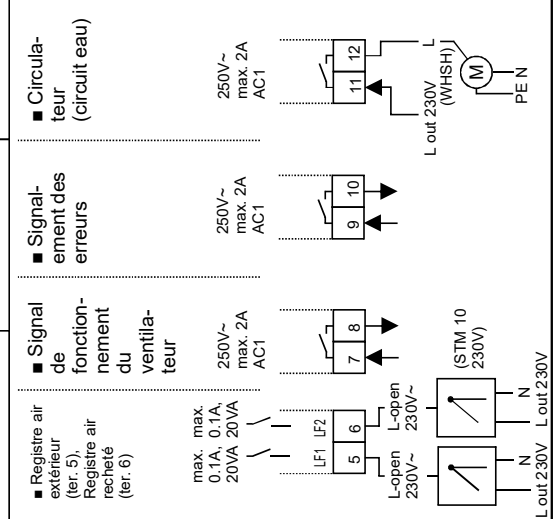 ■ Circula-
teur
(circuit eau)
250V~
max. 2A
AC1
11
12
L out 230V
(WHSH)
L
M
PE
N
■ Signal-
ement des
erreurs
250V~
max. 2A
AC1
9
10
■ Signal
de
fonction-
nement
du
ventila-
teur
250V~
max. 2A
AC1
7
8
■ Registre air
extérieur
(ter. 5),
Registre air
recheté
(ter. 6)
max.
0.1A,
20VA
max.
0.1A,
20VA
LF1
LF2
5
6
L-open
230V~
L-open
230V~
(STM 10
230V)
N
L out 230V
N
L out 230V